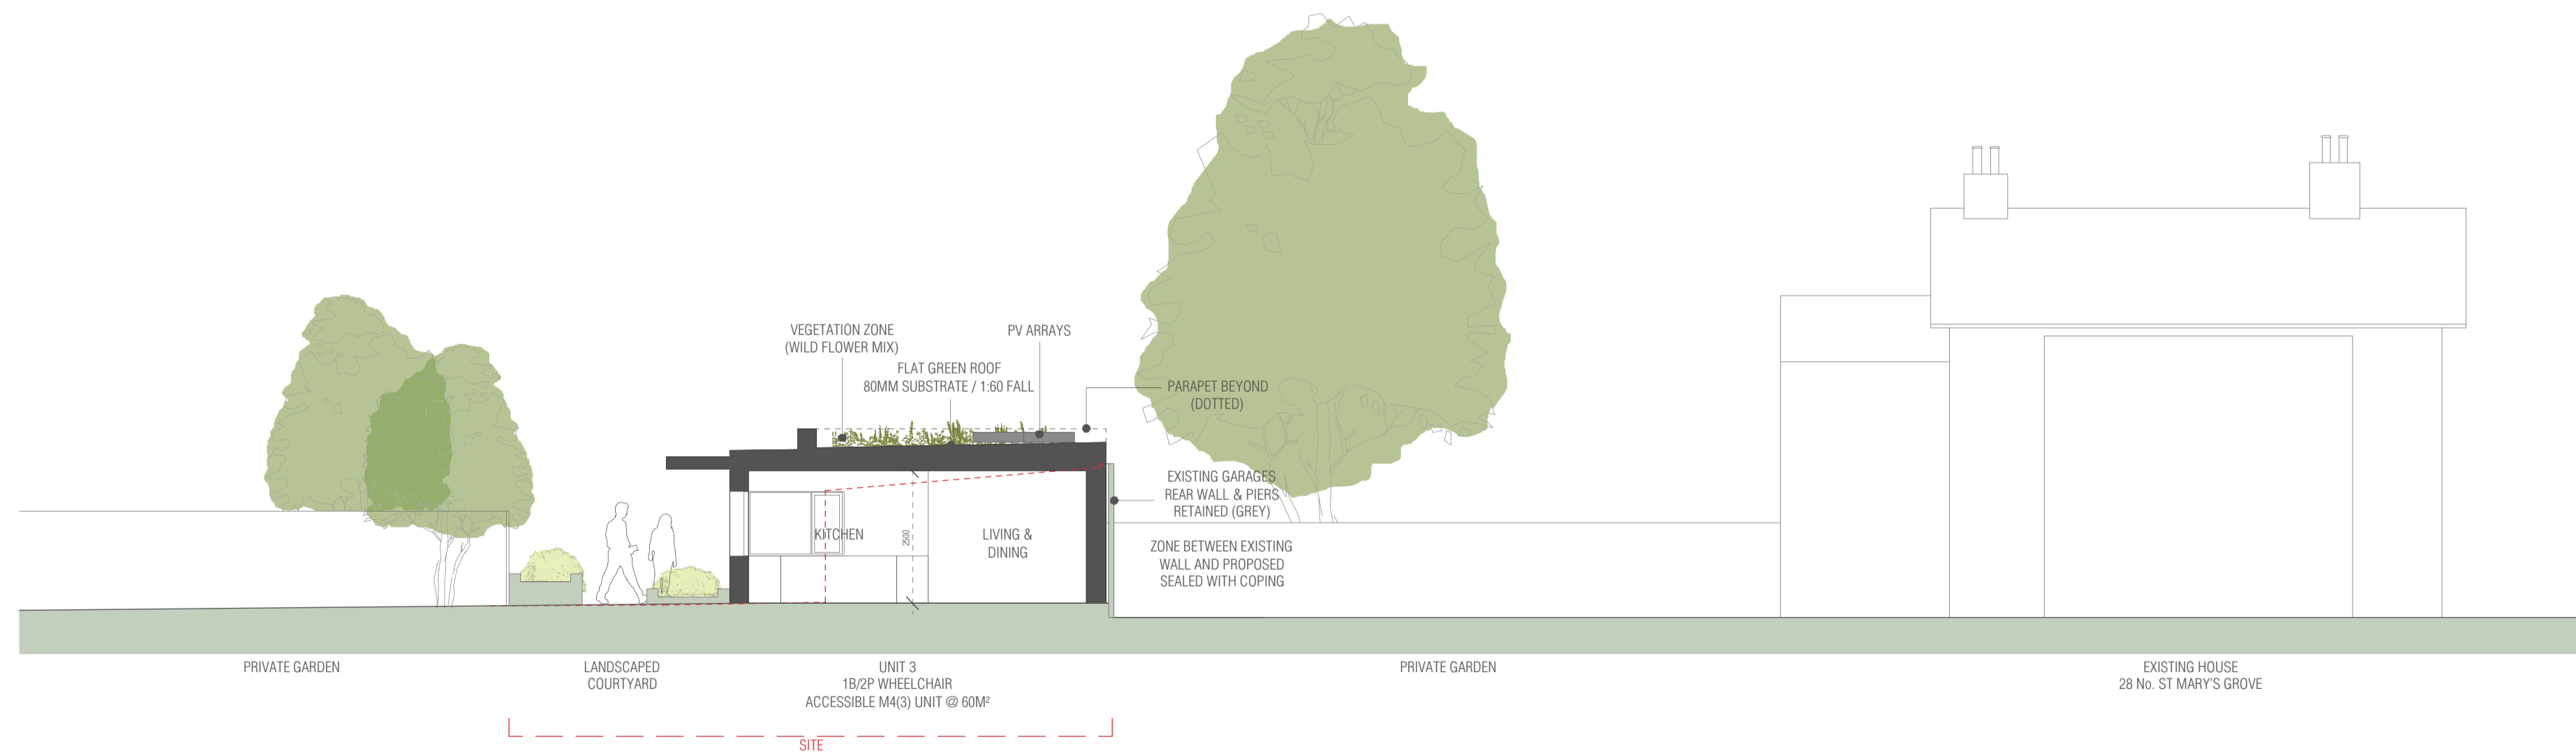 VEGETATION ZONE
(WILD FLOWER MIX)
PV ARRAYS
FLAT GREEN ROOF
80MM SUBSTRATE / 1:60 FALL
PARAPET BEYOND
(DOTTED)
EXISTING GARAGES
REAR WALL & PIERS
RETAINED (GREY)
KITCHEN
2500
LIVING &
DINING
ZONE BETWEEN EXISTING
WALL AND PROPOSED
SEALED WITH COPING
PRIVATE GARDEN
LANDSCAPED
COURTYARD
UNIT 3
1B/2P WHEELCHAIR
ACCESSIBLE M4(3) UNIT @ 60M²
PRIVATE GARDEN
EXISTING HOUSE
28 No. ST MARY'S GROVE
SITE